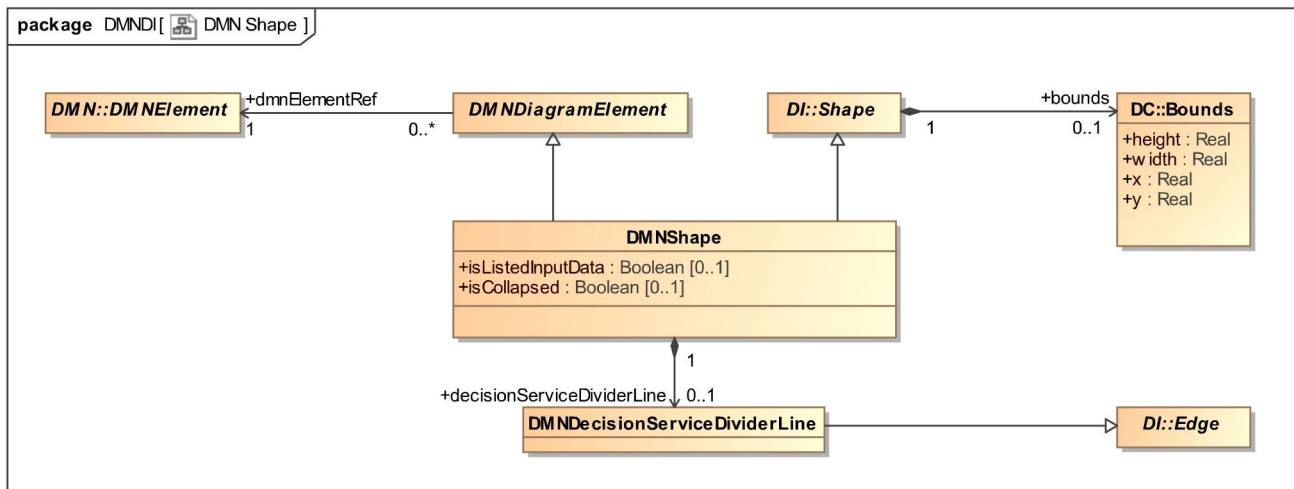 package DMNDI[ DMN Shape ]
DMN::DMNElement
+dmnElementRef
1
0..*
DMNDiagramElement
DI::Shape
1
+bounds
0..1
DC::Bounds
+height : Real
+width : Real
+x : Real
+y : Real
DMNShape
+isListedInputData : Boolean [0..1]
+isCollapsed : Boolean [0..1]
1
+decisionServiceDividerLine
0..1
DMNDecisionServiceDividerLine
DI::Edge